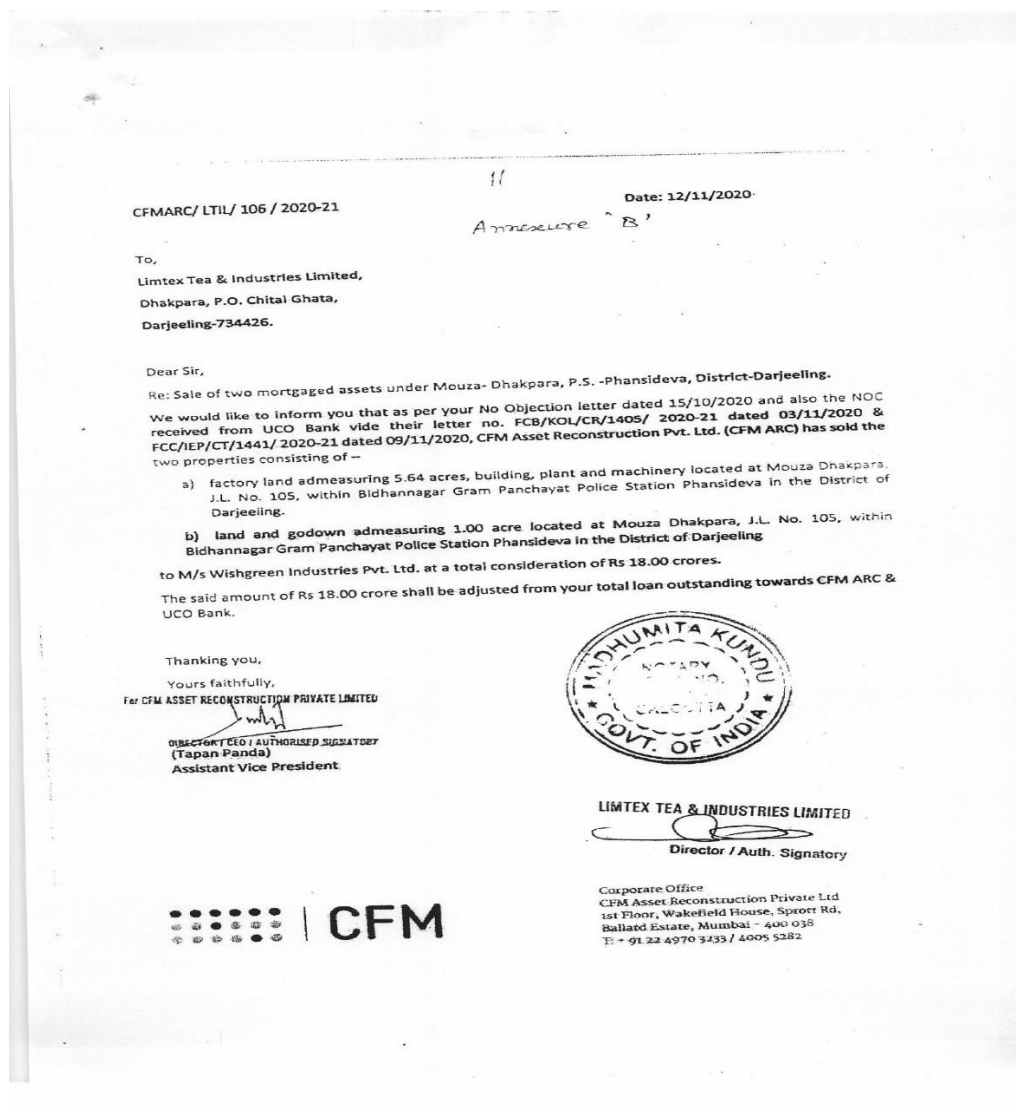 11
CFMARC/ LTIL/ 106 / 2020-21
Date: 12/11/2020
Annexure 'B'
To,
Limtex Tea & Industries Limited,
Dhakpara, P.O. Chital Ghata,
Darjeeling-734426.
Dear Sir,
Re: Sale of two mortgaged assets under Mouza- Dhakpara, P.S. -Phansideva, District-Darjeeling.
We would like to inform you that as per your No Objection letter dated 15/10/2020 and also the NOC
received from UCO Bank vide their letter no. FCB/KOL/CR/1405/ 2020-21 dated 03/11/2020 &
FCC/IEP/CT/1441/ 2020-21 dated 09/11/2020, CFM Asset Reconstruction Pvt. Ltd. (CFM ARC) has sold the
two properties consisting of –
a) factory land admeasuring 5.64 acres, building, plant and machinery located at Mouza Dhakpara,
J.L. No. 105, within Bidhannagar Gram Panchayat Police Station Phansideva in the District of
Darjeeling.
b) land and godown admeasuring 1.00 acre located at Mouza Dhakpara, J.L. No. 105, within
Bidhannagar Gram Panchayat Police Station Phansideva in the District of Darjeeling
to M/s Wishgreen Industries Pvt. Ltd. at a total consideration of Rs 18.00 crores.
The said amount of Rs 18.00 crore shall be adjusted from your total loan outstanding towards CFM ARC &
UCO Bank.
Thanking you,
Yours faithfully,
For CFM ASSET RECONSTRUCTION PRIVATE LIMITED
DIRECTOR / CEO / AUTHORISED SIGNATORY
(Tapan Panda)
Assistant Vice President
MADHUMITA KUNDU
NOTARY
NO.
CALCUTTA
GOVT. OF INDIA
LIMTEX TEA & INDUSTRIES LIMITED
Director / Auth. Signatory
Corporate Office
CFM Asset Reconstruction Private Ltd
1st Floor, Wakefield House, Sprott Rd,
Ballard Estate, Mumbai - 400 038
T: + 91 22 4970 3233 / 4005 5282
CFM